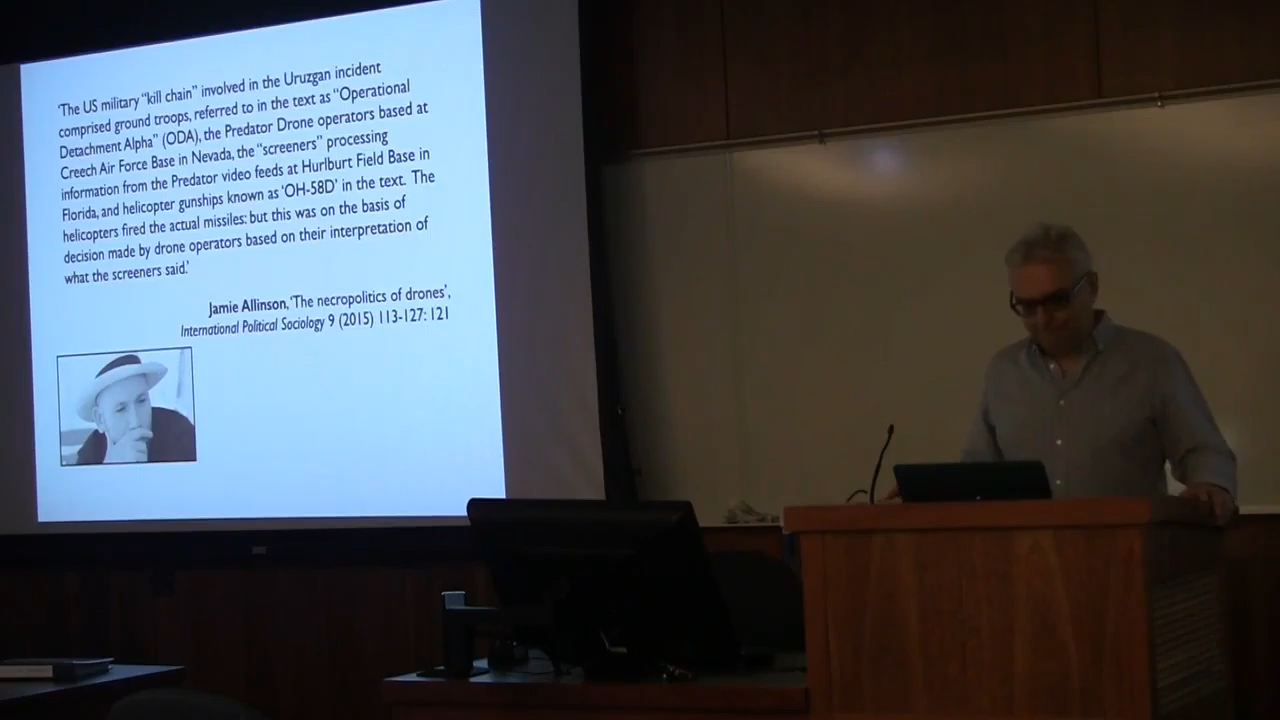 ‘The US military “kill chain” involved in the Uruzgan incident
comprised ground troops, referred to in the text as “Operational
Detachment Alpha” (ODA), the Predator Drone operators based at
Creech Air Force Base in Nevada, the “screeners” processing
information from the Predator video feeds at Hurlburt Field Base in
Florida, and helicopter gunships known as ‘OH-58D’ in the text. The
helicopters fired the actual missiles: but this was on the basis of
decision made by drone operators based on their interpretation of
what the screeners said.’
Jamie Allinson, ‘The necropolitics of drones’,
International Political Sociology 9 (2015) 113-127: 121